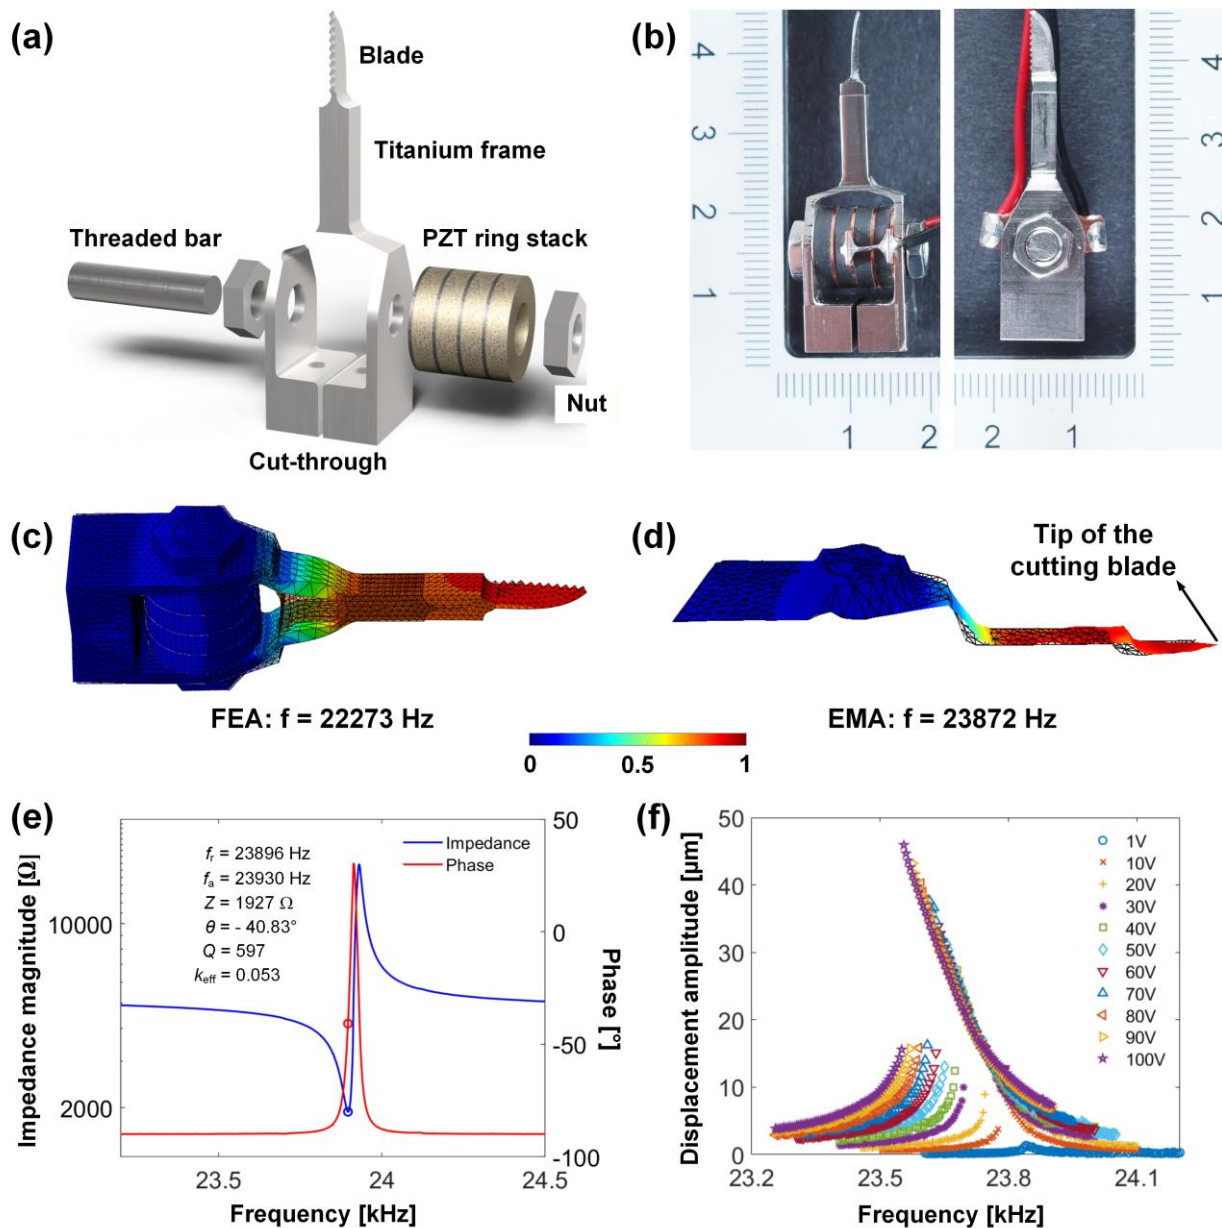 (a)
Blade
Titanium frame
Threaded bar
PZT ring stack
Nut
Cut-through
(b)
4
3
2
1
1
2
4
3
2
1
2
1
(c)
FEA: f = 22273 Hz
(d)
Tip of the
cutting blade
EMA: f = 23872 Hz
0
0.5
1
(e)
Impedance magnitude [Ω]
10000
2000
fr = 23896 Hz
fa = 23930 Hz
Z = 1927 Ω
θ = - 40.83°
Q = 597
keff = 0.053
Impedance
Phase
50
0
-50
-100
Phase [°]
23.5
24
24.5
Frequency [kHz]
(f)
Displacement amplitude [µm]
50
40
30
20
10
0
1V
10V
20V
30V
40V
50V
60V
70V
80V
90V
100V
23.2
23.5
23.8
24.1
Frequency [kHz]